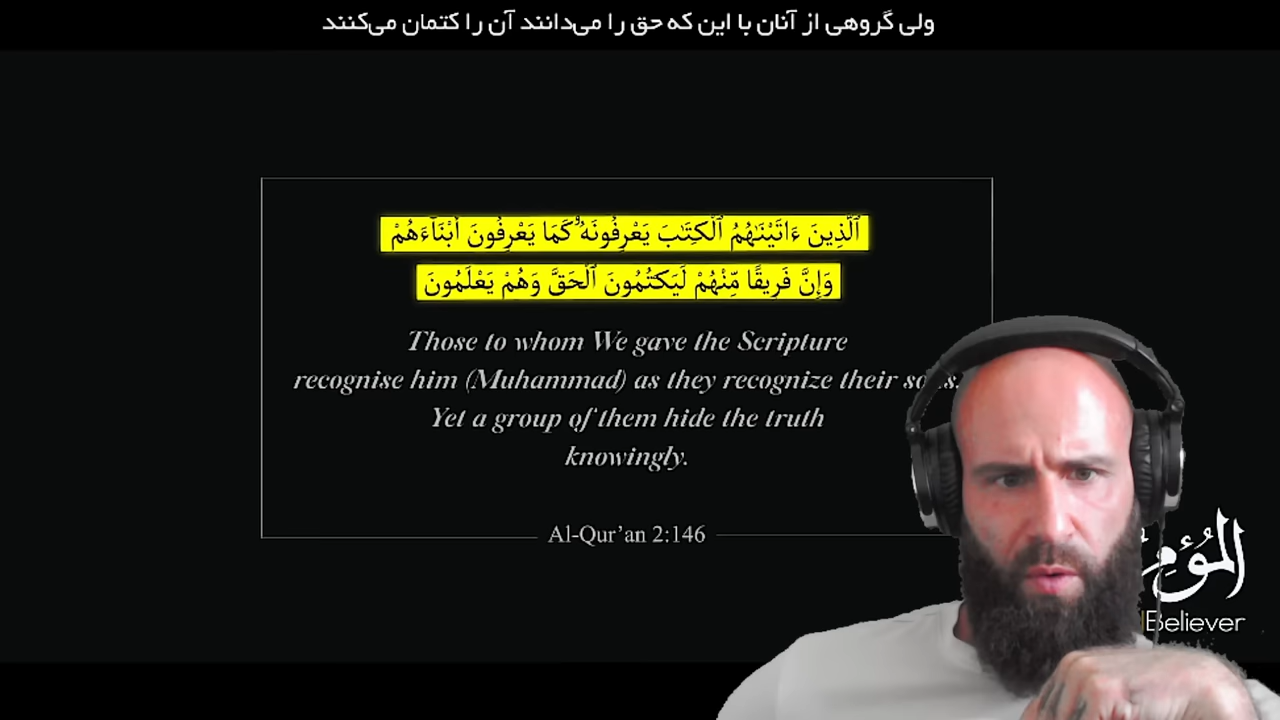 ولی گروهی از آنان با این که حق را می‌دانند آن را کتمان می‌کنند
ٱلَّذِينَ ءَاتَيْنَٰهُمُ ٱلْكِتَٰبَ يَعْرِفُونَهُۥ كَمَا يَعْرِفُونَ أَبْنَآءَهُمْ
وَإِنَّ فَرِيقًا مِّنْهُمْ لَيَكْتُمُونَ ٱلْحَقَّ وَهُمْ يَعْلَمُونَ
Those to whom We gave the Scripture
recognise him (Muhammad) as they recognize their
Yet a group of them hide the truth
knowingly.
Al-Qur'an 2:146
Believer